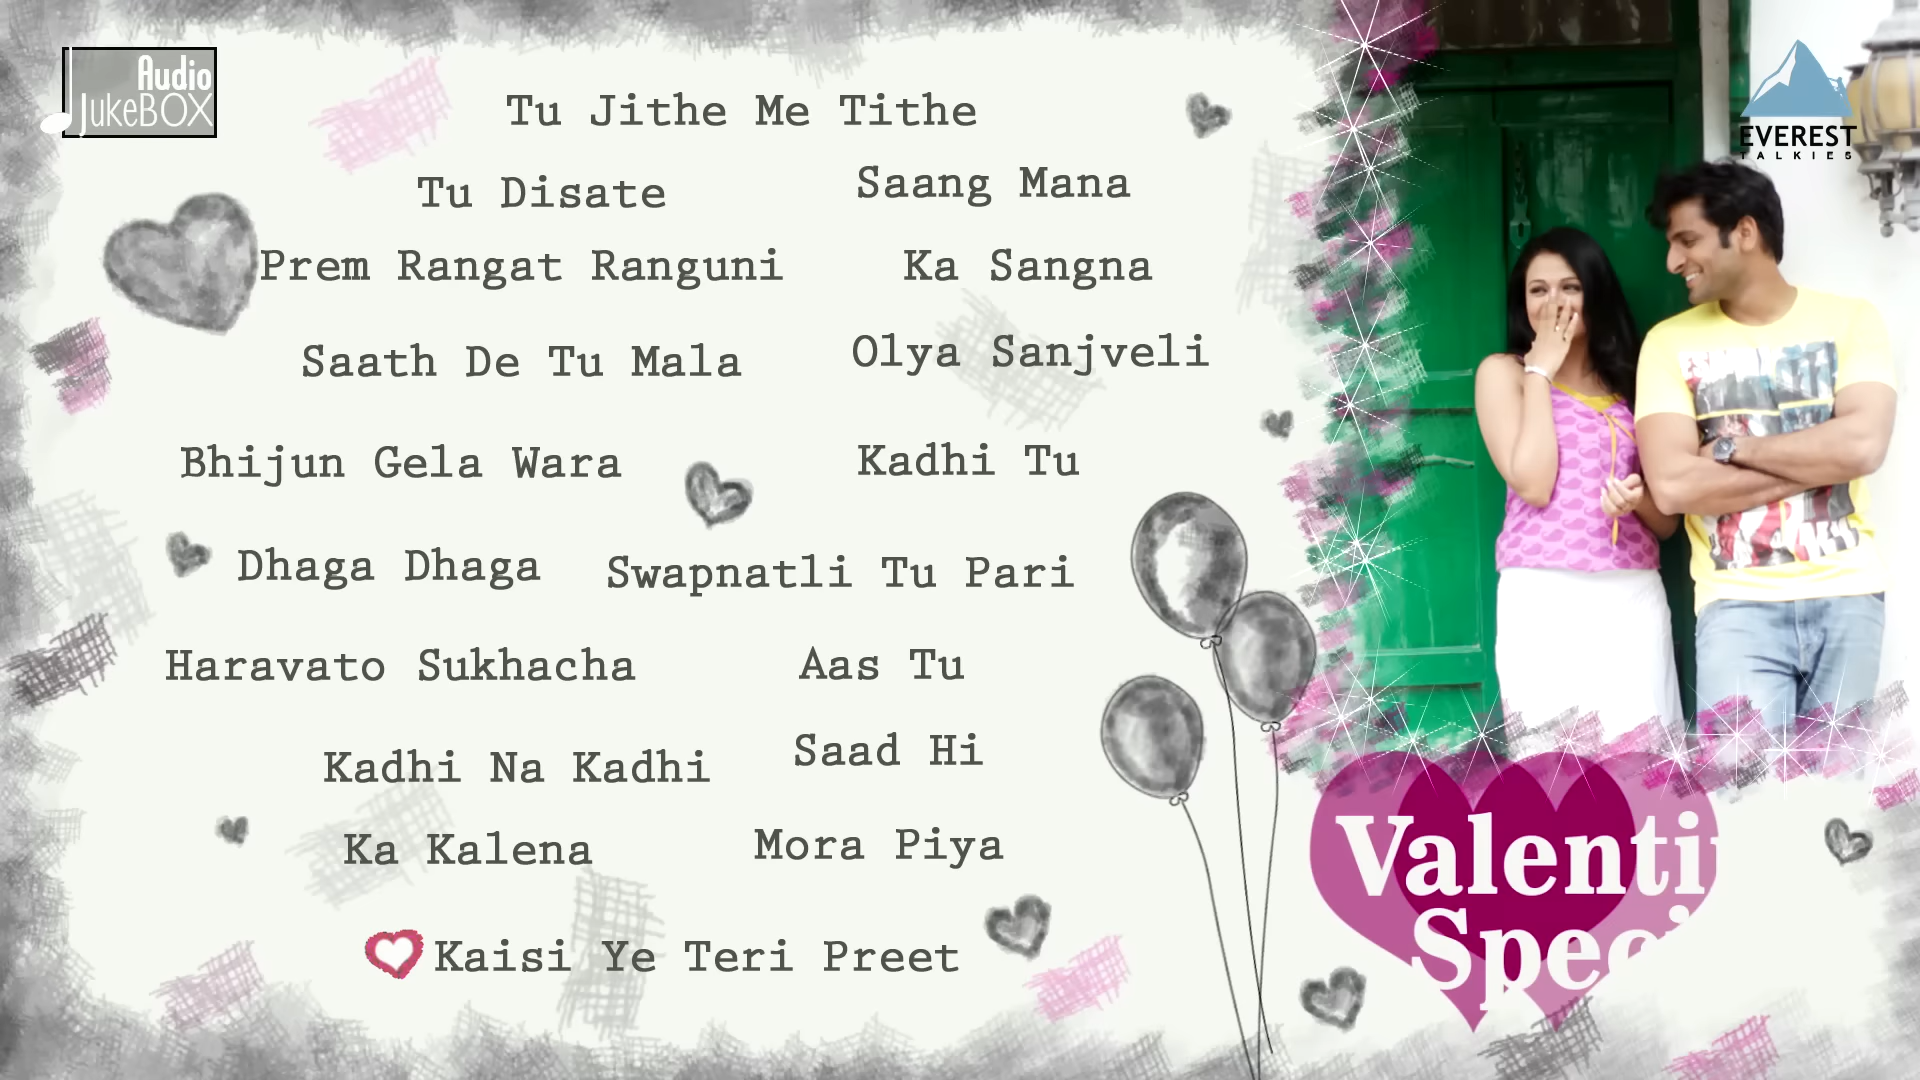 Audio
JukeBOX
Tu Jithe Me Tithe
Tu Disate
Saang Mana
Prem Rangat Ranguni
Ka Sangna
Saath De Tu Mala
Olya Sanjveli
Bhijun Gela Wara
Kadhi Tu
Dhaga Dhaga
Swapnatli Tu Pari
Haravato Sukhacha
Aas Tu
Kadhi Na Kadhi
Saad Hi
Ka Kalena
Mora Piya
Kaisi Ye Teri Preet
EVEREST
TALKIES
Valenti
Spec